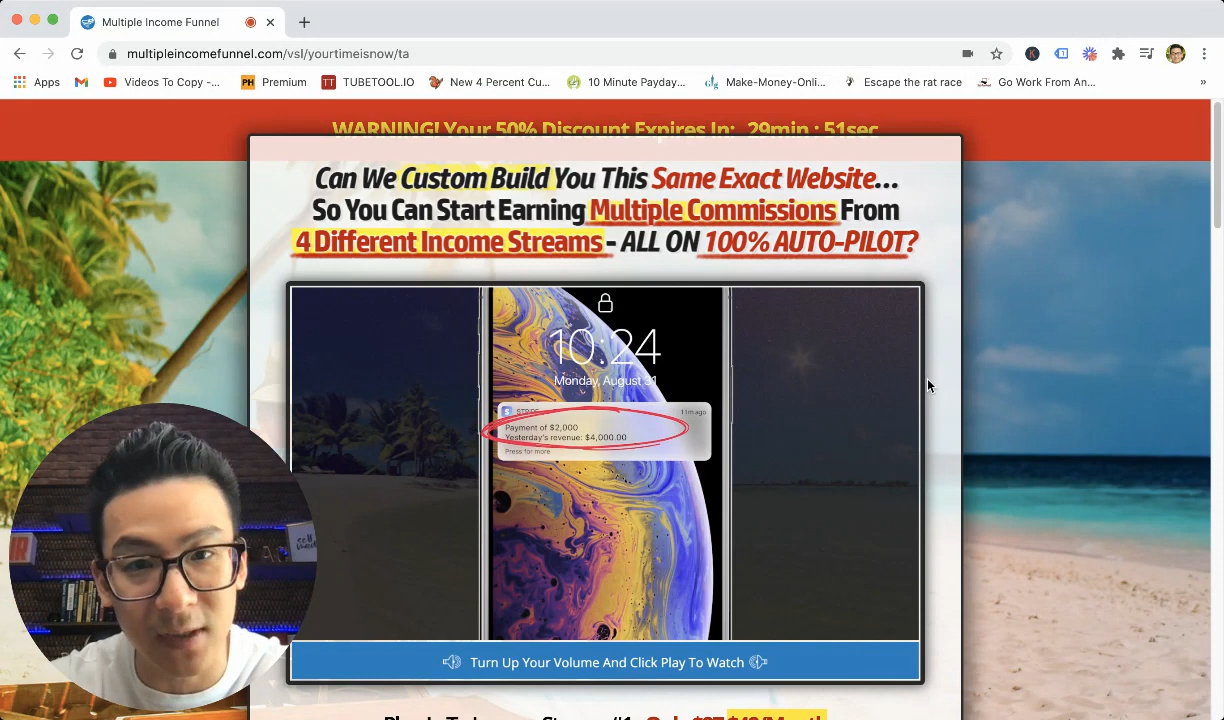 Multiple Income Funnel
multipleincomefunnel.com/vsl/yourtimeisnow/ta
Apps
Videos To Copy -...
PH Premium
TT TUBETOOL.IO
New 4 Percent Cu...
10 Minute Payday...
Make-Money-Onli...
Escape the rat race
Go Work From An...
»
WARNING! Your 50% Discount Expires In: 29min : 51sec
Can We Custom Build You This Same Exact Website...
So You Can Start Earning Multiple Commissions From
4 Different Income Streams - ALL ON 100% AUTO-PILOT?
10:24
Monday, August 31
STRIPE 11m ago
Payment of $2,000
Yesterday's revenue: $4,000.00
Press for more
Turn Up Your Volume And Click Play To Watch